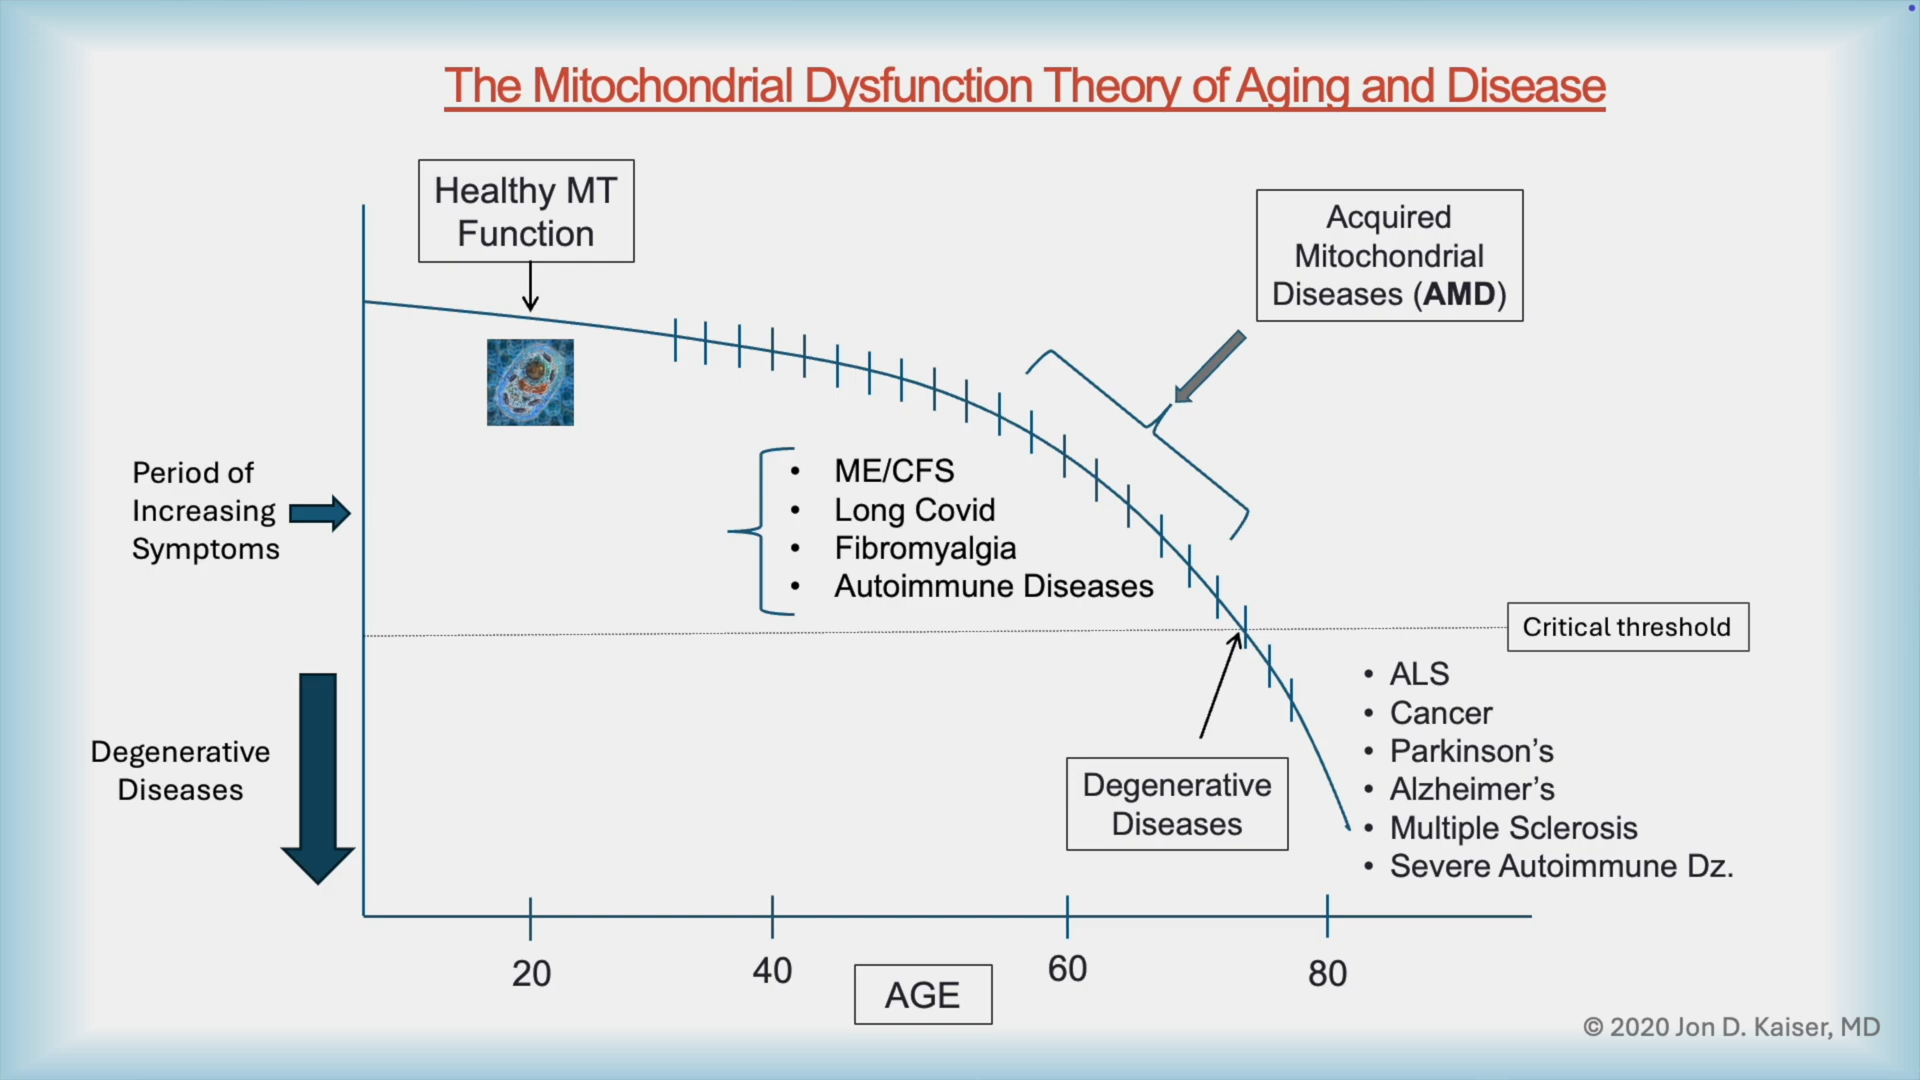 The Mitochondrial Dysfunction Theory of Aging and Disease
Healthy MT
Function
Acquired
Mitochondrial
Diseases (AMD)
Period of
Increasing
Symptoms
• ME/CFS
• Long Covid
• Fibromyalgia
• Autoimmune Diseases
Critical threshold
Degenerative
Diseases
Degenerative
Diseases
• ALS
• Cancer
• Parkinson’s
• Alzheimer’s
• Multiple Sclerosis
• Severe Autoimmune Dz.
20
40
60
80
AGE
© 2020 Jon D. Kaiser, MD